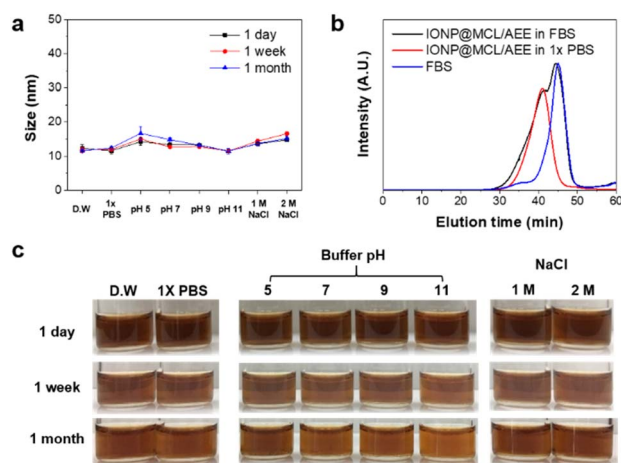 a
1 day
1 week
1 month
Size (nm)
50
40
30
20
10
0
D.W
1x PBS
pH 5
pH 7
pH 9
pH 11
1 M NaCl
2 M NaCl
b
IONP@MCL/AEE in FBS
IONP@MCL/AEE in 1x PBS
FBS
Intensity (A.U.)
0 10 20 30 40 50 60
Elution time (min)
c
Buffer pH
NaCl
D.W 1X PBS 5 7 9 11 1 M 2 M
1 day
1 week
1 month